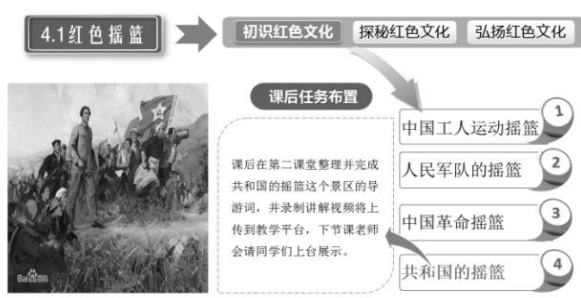 4.1红色摇篮
初识红色文化
探秘红色文化
弘扬红色文化
课后任务布置
课后在第二课堂整理并完成
共和国的摇篮这个景区的导
游词，并录制讲解视频将上
传到教学平台，下节课老师
会请同学们上台展示。
中国工人运动摇篮
1
人民军队的摇篮
2
中国革命摇篮
3
共和国的摇篮
4
Bai百科